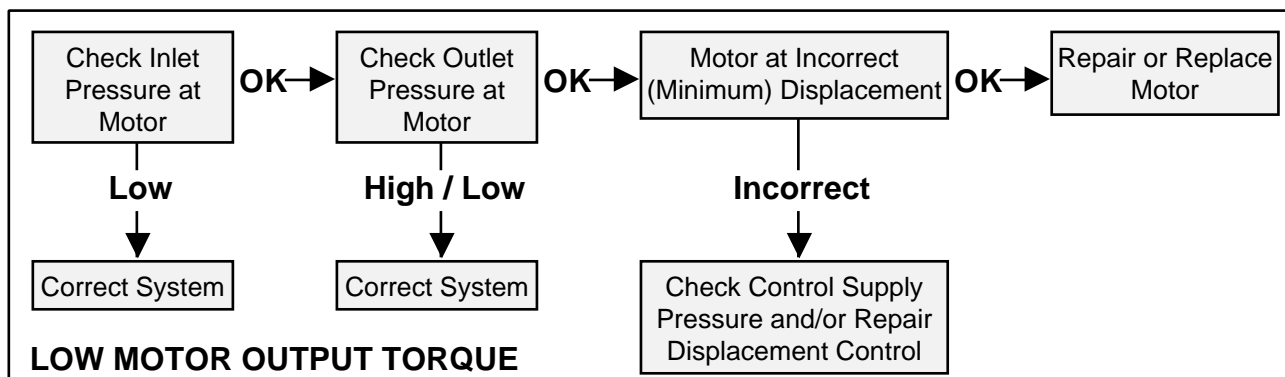 Check Inlet
Pressure at
Motor
OK
Check Outlet
Pressure at
Motor
OK
Motor at Incorrect
(Minimum) Displacement
OK
Repair or Replace
Motor
Low
High / Low
Incorrect
Correct System
Correct System
Check Control Supply
Pressure and/or Repair
Displacement Control
LOW MOTOR OUTPUT TORQUE